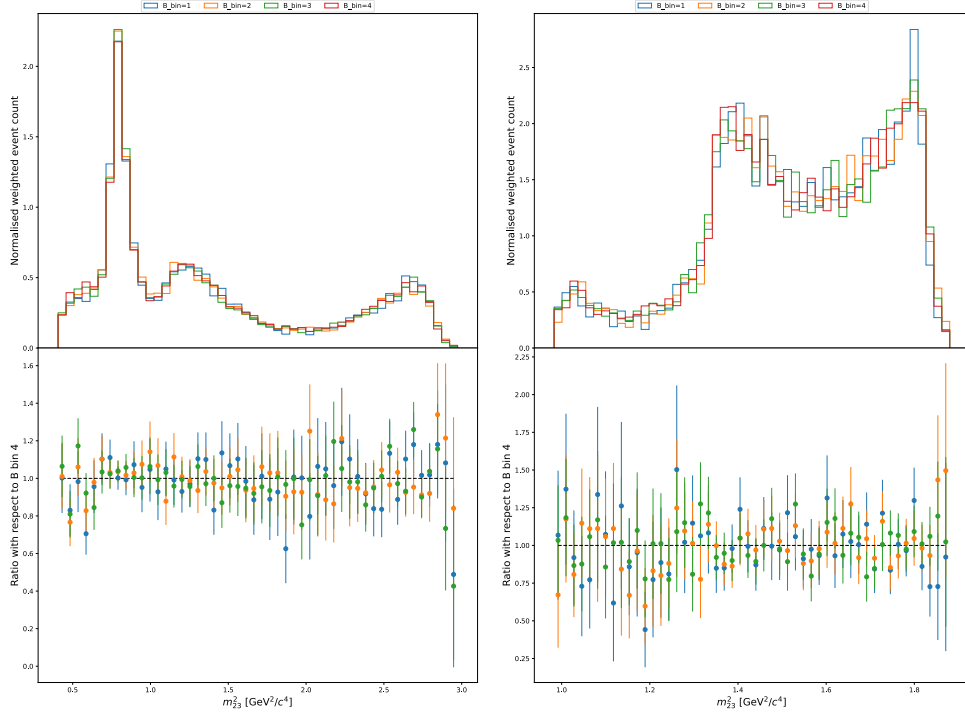 B_bin=1 B_bin=2 B_bin=3 B_bin=4
Normalised weighted event count
2.0
1.5
1.0
0.5
0.0
Ratio with respect to B bin 4
1.6
1.4
1.2
1.0
0.8
0.6
0.4
0.2
0.0
0.5 1.0 1.5 2.0 2.5 3.0
m²₂₃ [GeV²/c⁴]
B_bin=1 B_bin=2 B_bin=3 B_bin=4
Normalised weighted event count
2.5
2.0
1.5
1.0
0.5
0.0
Ratio with respect to B bin 4
2.25
2.00
1.75
1.50
1.25
1.00
0.75
0.50
0.25
1.0 1.2 1.4 1.6 1.8
m²₂₃ [GeV²/c⁴]